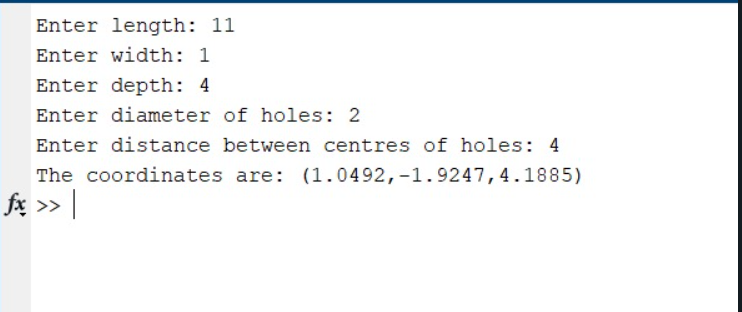 Enter length: 11
Enter width: 1
Enter depth: 4
Enter diameter of holes: 2
Enter distance between centres of holes: 4
The coordinates are: (1.0492,-1.9247,4.1885)
fx >>